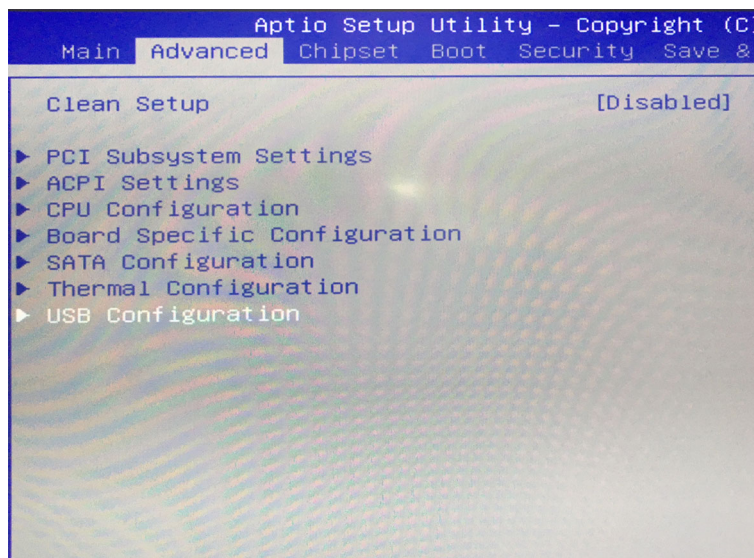 Aptio Setup Utility – Copyright (C)
Main Advanced Chipset Boot Security Save &
Clean Setup [Disabled]
PCI Subsystem Settings
ACPI Settings
CPU Configuration
Board Specific Configuration
SATA Configuration
Thermal Configuration
USB Configuration